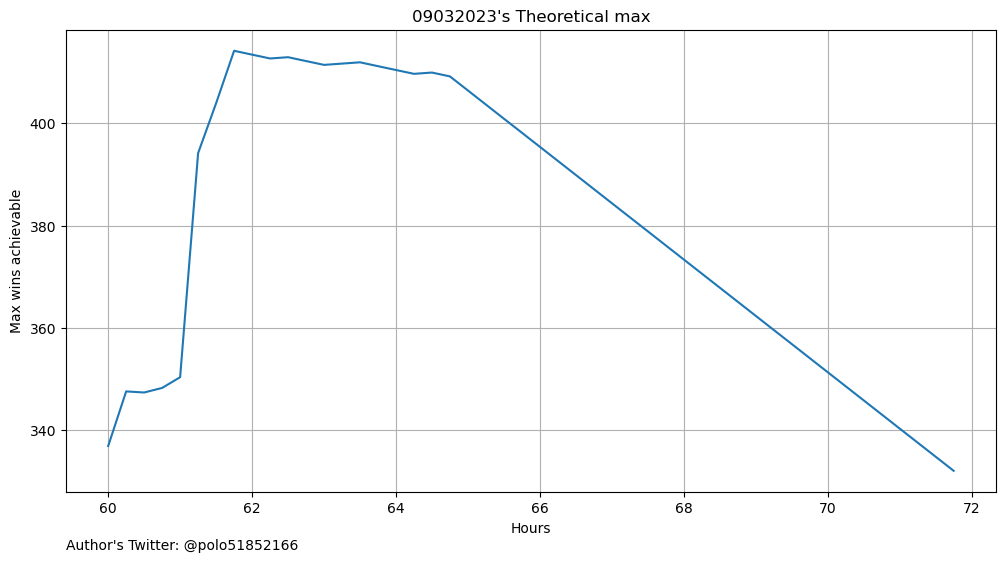 09032023's Theoretical max
Max wins achievable
400
380
360
340
60 62 64 66 68 70 72
Hours
Author's Twitter: @polo51852166